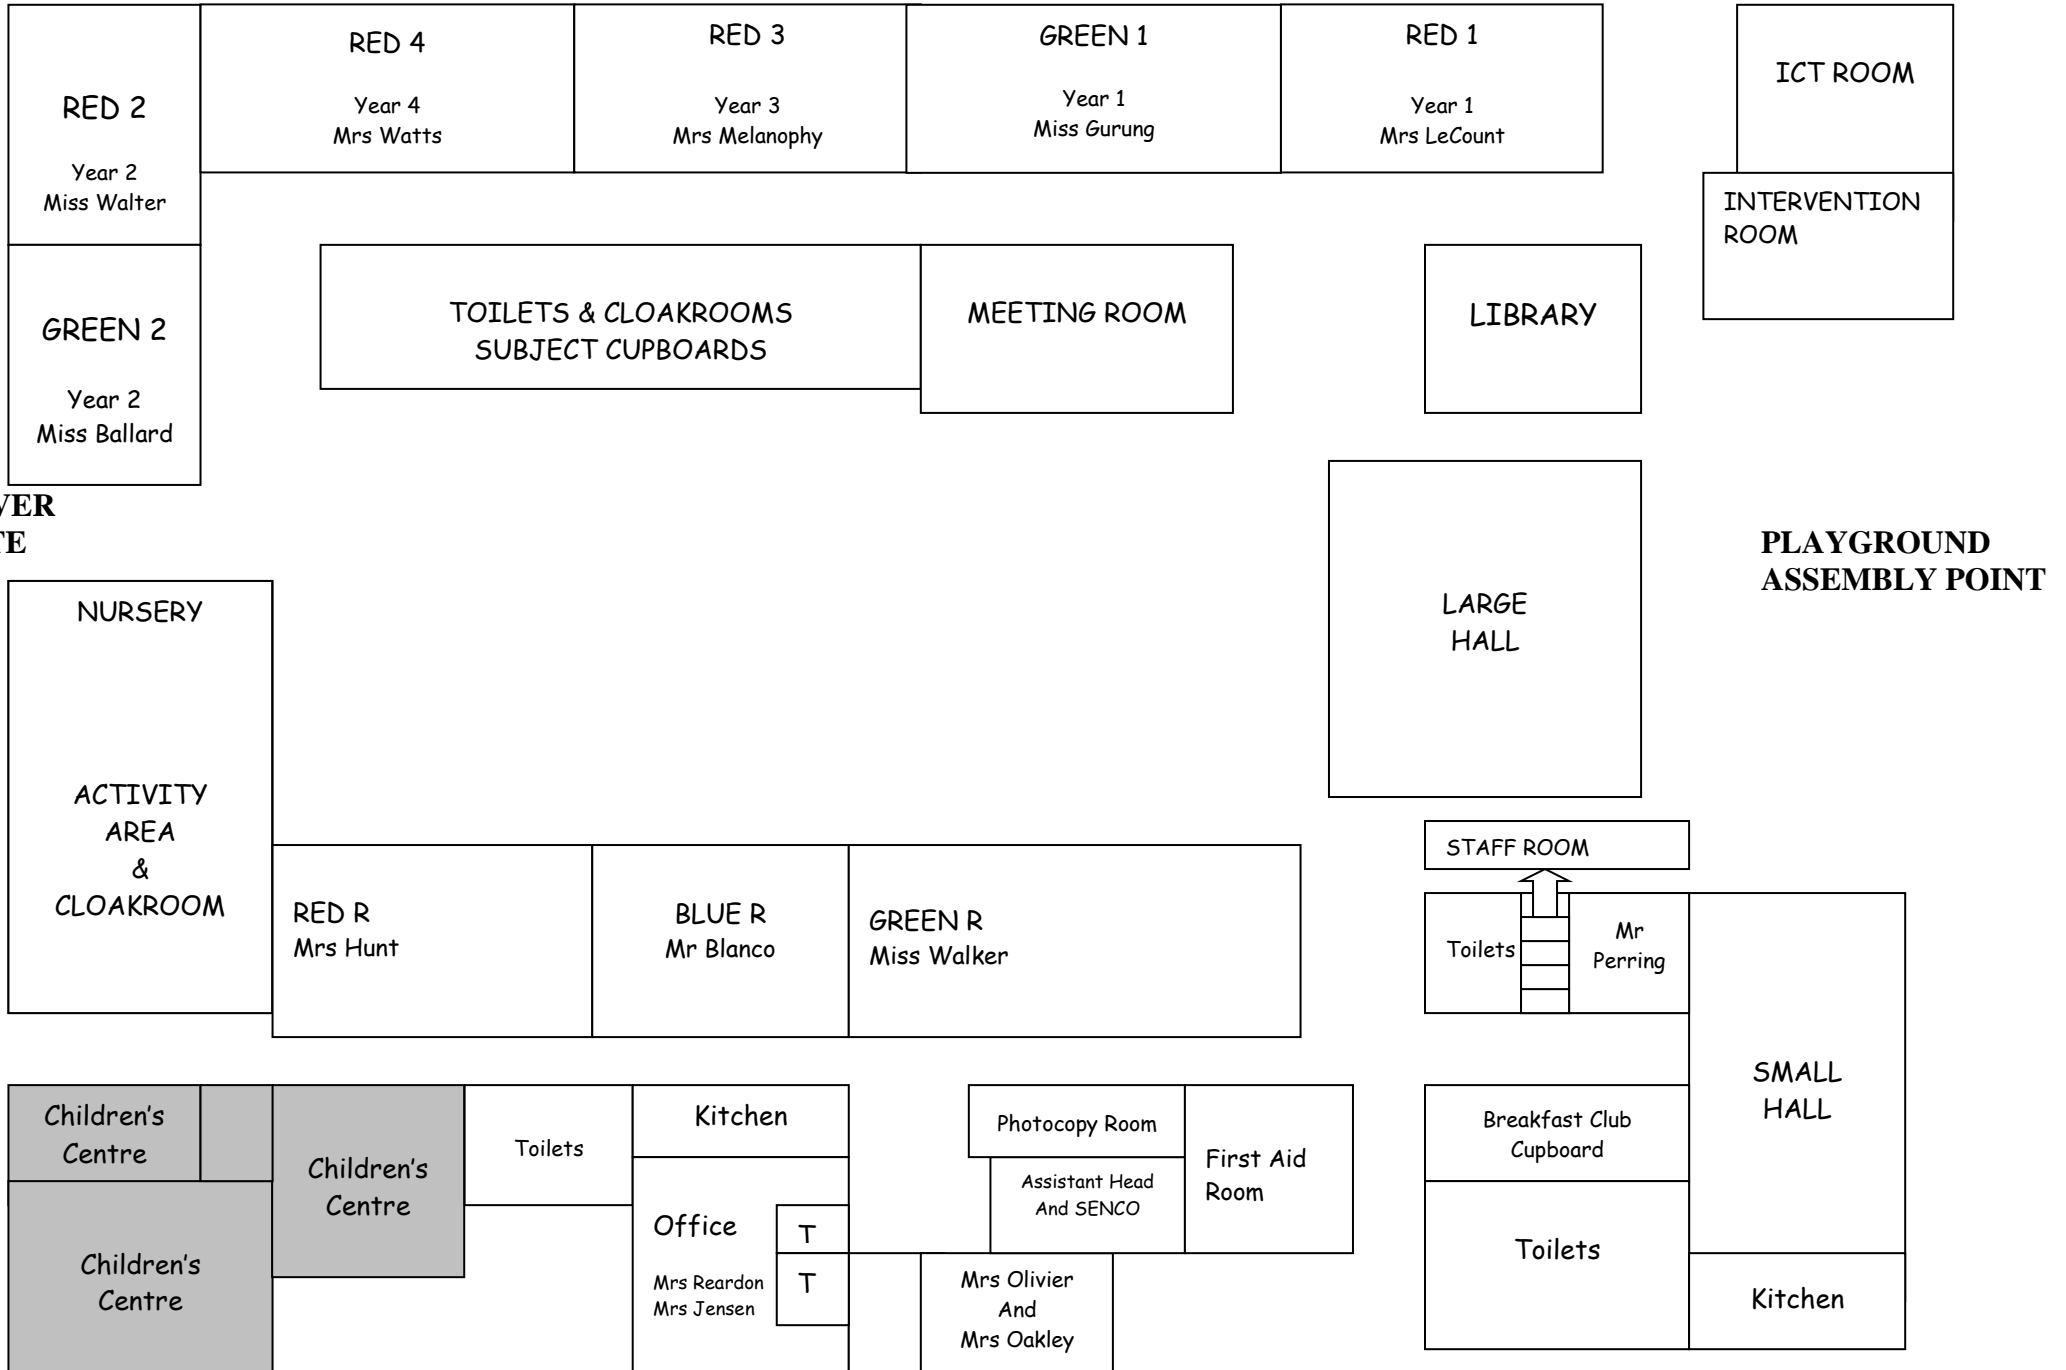 RED 2
Year 2
Miss Walter
RED 4
Year 4
Mrs Watts
RED 3
Year 3
Mrs Melanophy
GREEN 1
Year 1
Miss Gurung
RED 1
Year 1
Mrs LeCount
ICT ROOM
INTERVENTION
ROOM
GREEN 2
Year 2
Miss Ballard
TOILETS & CLOAKROOMS
SUBJECT CUPBOARDS
MEETING ROOM
LIBRARY
VER
TE
LARGE
HALL
PLAYGROUND
ASSEMBLY POINT
NURSERY
ACTIVITY
AREA
&
CLOAKROOM
RED R
Mrs Hunt
BLUE R
Mr Blanco
GREEN R
Miss Walker
STAFF ROOM
Toilets
Mr
Perring
SMALL
HALL
Children's
Centre
Children's
Centre
Children's
Centre
Toilets
Kitchen
Office
Mrs Reardon
Mrs Jensen
T
T
Photocopy Room
Assistant Head
And SENCO
First Aid
Room
Mrs Olivier
And
Mrs Oakley
Breakfast Club
Cupboard
Toilets
Kitchen